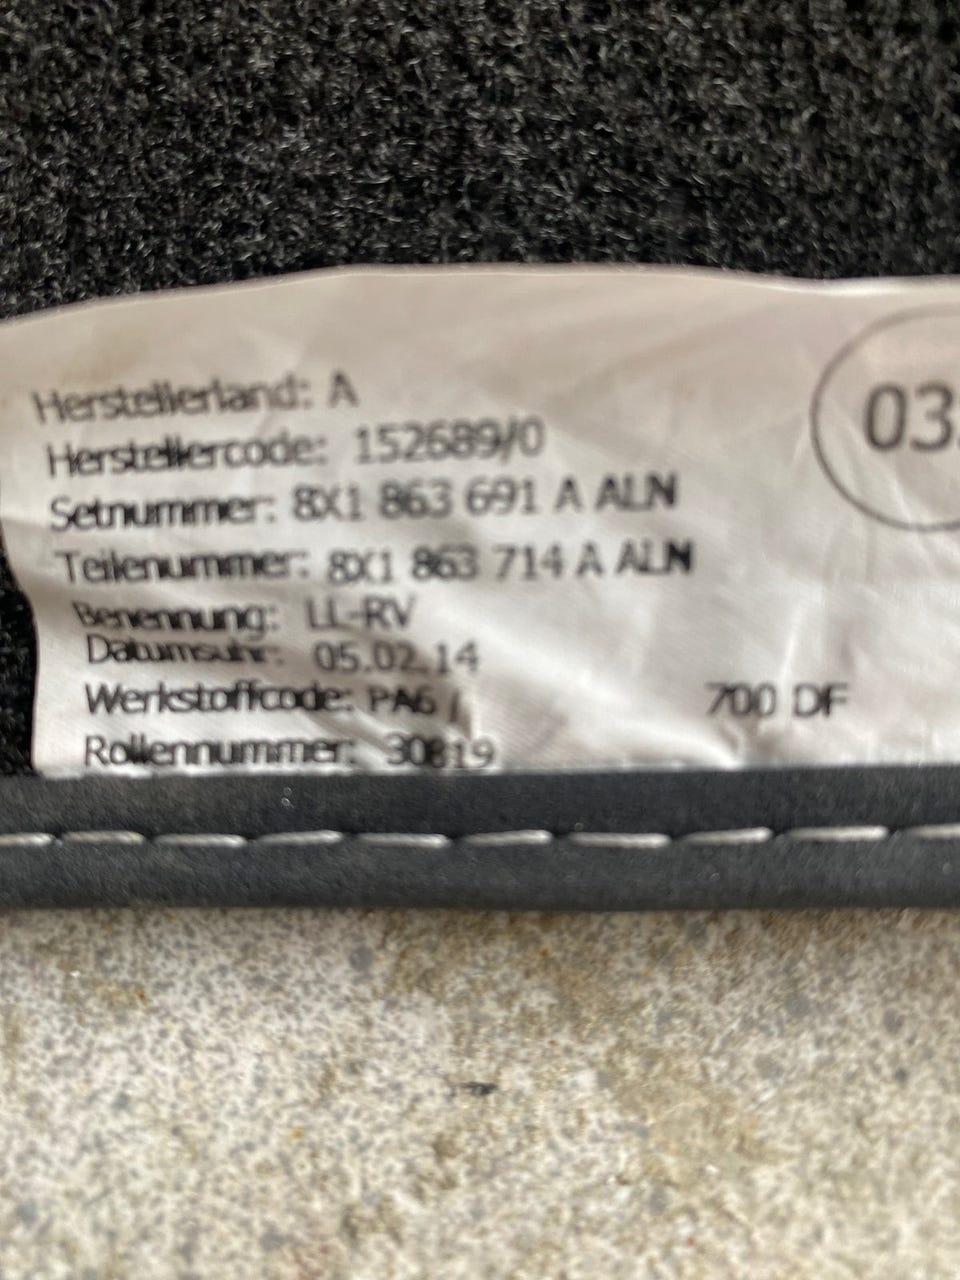 Herstellerland: A
Herstellercode: 152689/0
Setnummer: 8X1 863 691 A ALN
Teilenummer: 8X1 863 714 A ALN
Benennung: LL-RV
05.02.14
Werkstoffcode: PA6 / 700 DF
Rollennummer: 30819
03